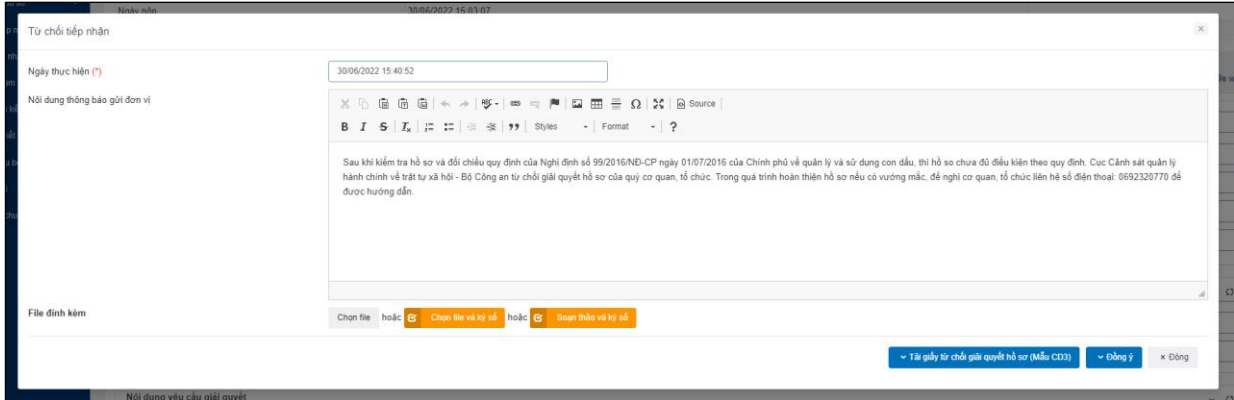 Ngày nộp 30/06/2022 15:03:07
Từ chối tiếp nhận ×
Ngày thực hiện (*) 30/06/2022 15:40:52
Nội dung thông báo gửi đơn vị
Source
B I S Styles Format ?
Sau khi kiểm tra hồ sơ và đối chiếu quy định của Nghị định số 99/2016/NĐ-CP ngày 01/07/2016 của Chính phủ về quản lý và sử dụng con dấu, thì hồ sơ chưa đủ điều kiện theo quy định. Cục Cảnh sát quản lý
hành chính về trật tự xã hội - Bộ Công an từ chối giải quyết hồ sơ của quý cơ quan, tổ chức. Trong quá trình hoàn thiện hồ sơ nếu có vướng mắc, đề nghị cơ quan, tổ chức liên hệ số điện thoại: 0692320770 để
được hướng dẫn.
File đính kèm Chọn file hoặc Chọn file và ký số hoặc Soạn thảo và ký số
Tải giấy từ chối giải quyết hồ sơ (Mẫu CD3) Đồng ý × Đóng
Nội dung yêu cầu giải quyết